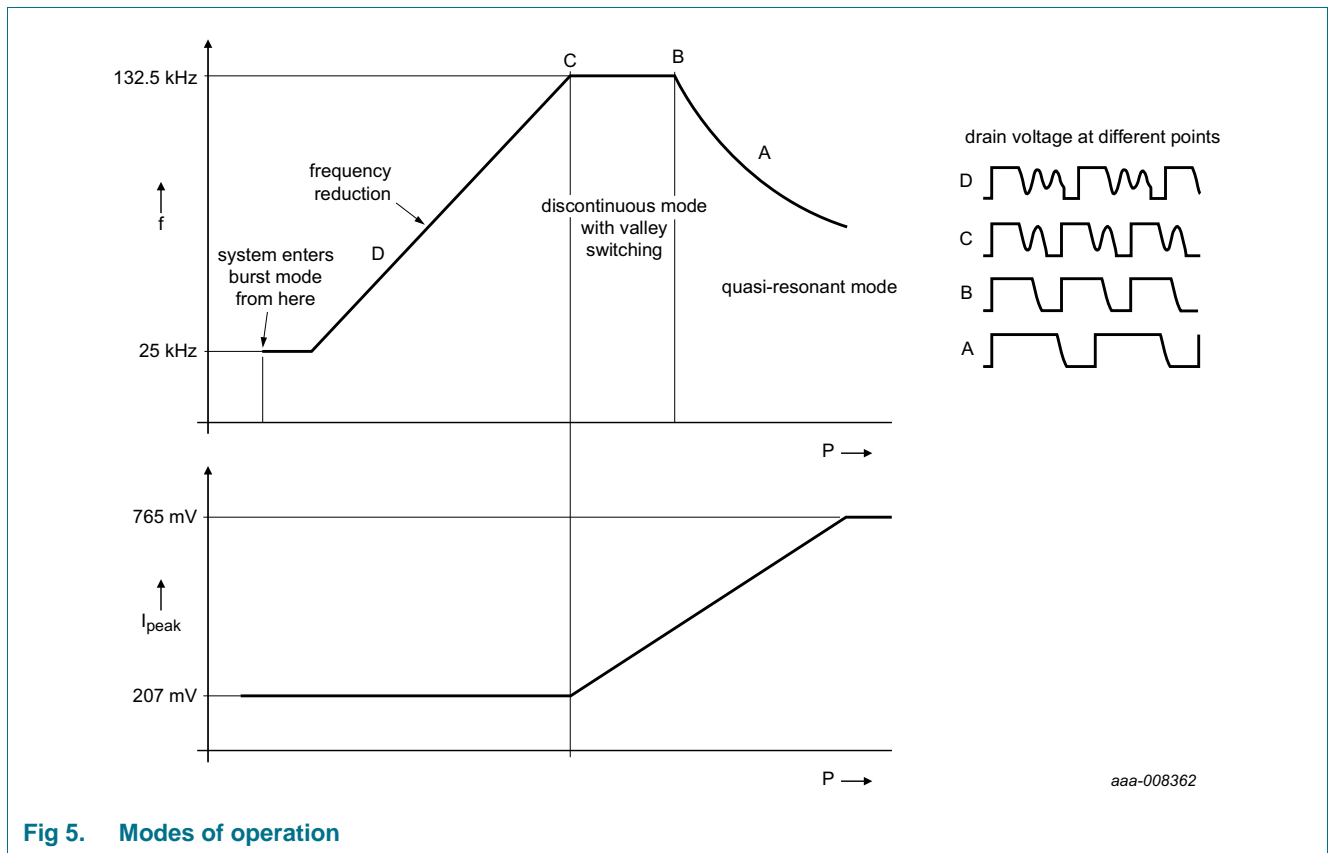 132.5 kHz
C
B
A
frequency
reduction
f
D
system enters
burst mode
from here
25 kHz
discontinuous mode
with valley
switching
quasi-resonant mode
P
drain voltage at different points
D
C
B
A
765 mV
Ipeak
207 mV
P
aaa-008362
Fig 5. Modes of operation